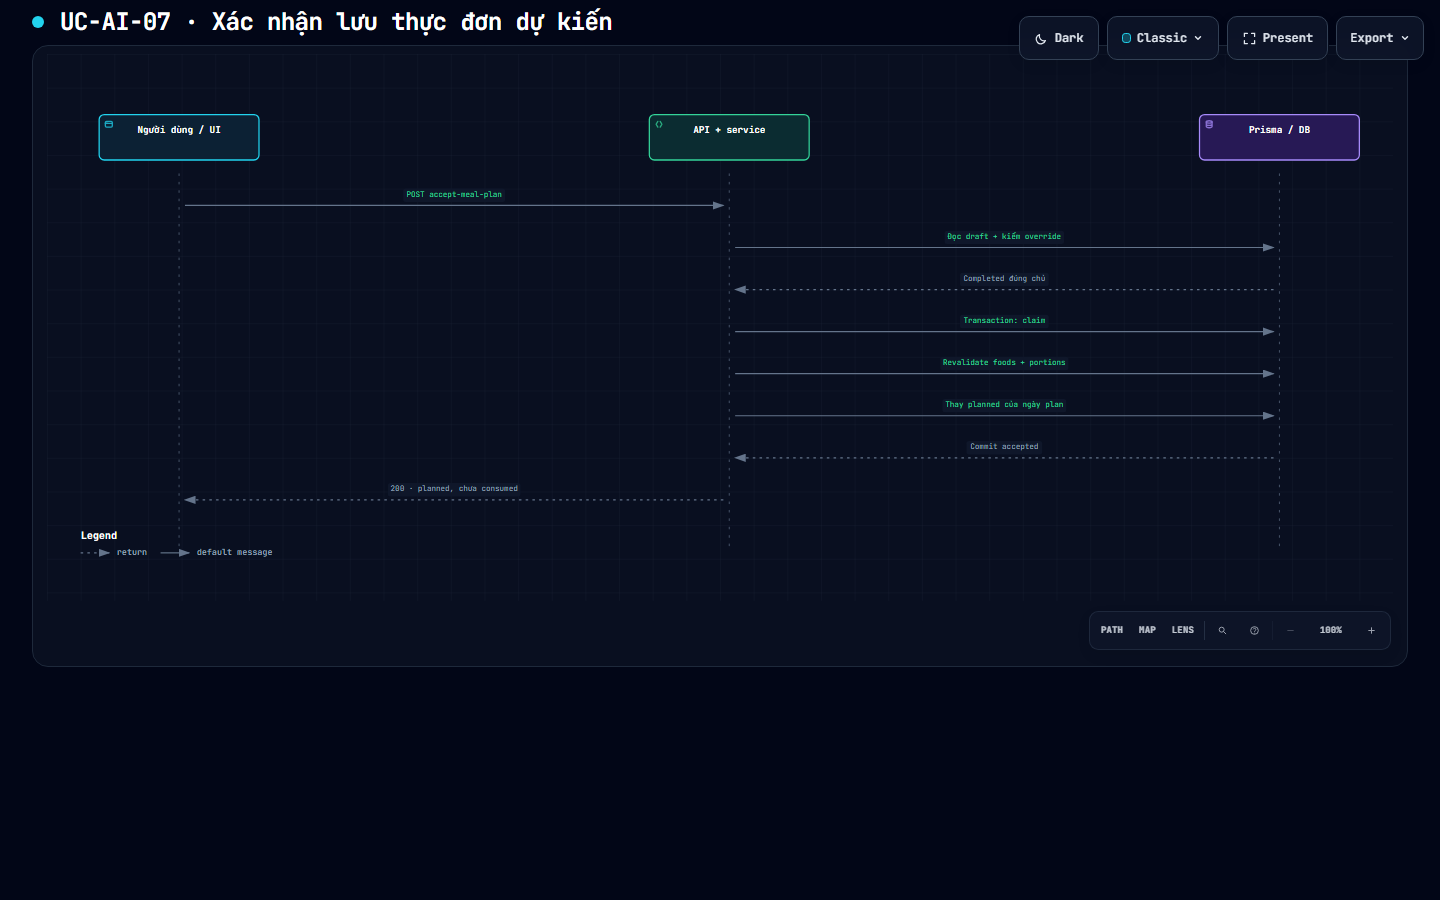 UC-AI-07 · Xác nhận lưu thực đơn dự kiến
Dark
Classic
Present
Export
Người dùng / UI
API + service
Prisma / DB
POST accept-meal-plan
Đọc draft + kiểm override
Completed đúng chủ
Transaction: claim
Revalidate foods + portions
Thay planned của ngày plan
Commit accepted
200 · planned, chưa consumed
Legend
return
default message
PATH
MAP
LENS
100%